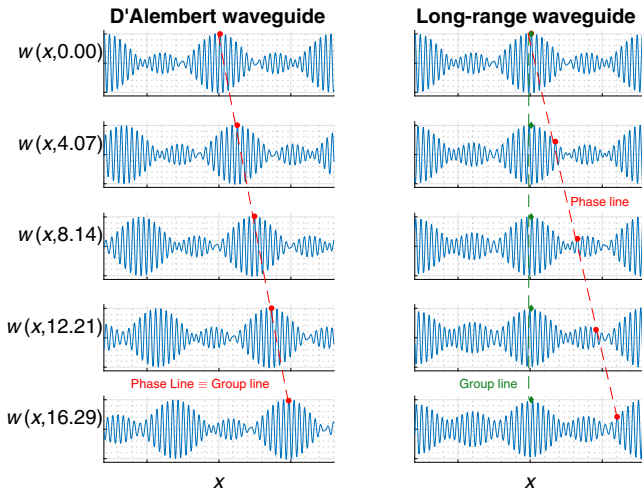 D'Alembert waveguide
Long-range waveguide
w(x,0.00)
w(x,4.07)
Phase line
w(x,8.14)
w(x,12.21)
Phase Line ≡ Group line
Group line
w(x,16.29)
x
x